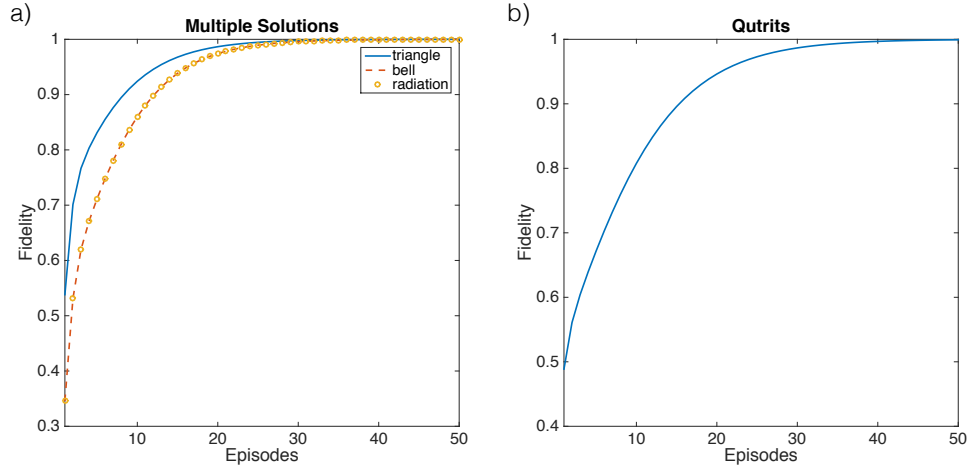 a)
Multiple Solutions
1
0.9
0.8
0.7
0.6
0.5
0.4
0.3
Fidelity
10
20
30
40
50
Episodes
triangle
bell
radiation
b)
Qutrits
1
0.9
0.8
0.7
0.6
0.5
0.4
Fidelity
10
20
30
40
50
Episodes